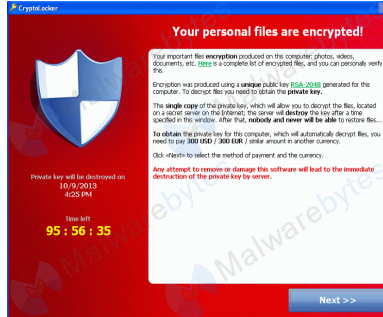 CryptoLocker
Your personal files are encrypted!
Your important files encryption produced on this computer: photos, videos,
documents, etc. Here is a complete list of encrypted files, and you can personally verify
this.
Encryption was produced using a unique public key RSA-2048 generated for this
computer. To decrypt files you need to obtain the private key.
The single copy of the private key, which will allow you to decrypt the files, located
on a secret server on the Internet; the server will destroy the key after a time
specified in this window. After that, nobody and never will be able to restore files...
To obtain the private key for this computer, which will automatically decrypt files, you
need to pay 300 USD / 300 EUR / similar amount in another currency.
Click «Next» to select the method of payment and the currency.
Any attempt to remove or damage this software will lead to the immediate
destruction of the private key by server.
Private key will be destroyed on
10/9/2013
4:25 PM
Time left
95 : 56 : 35
Next >>
Malwarebytes
Malwarebytes
Malwarebytes